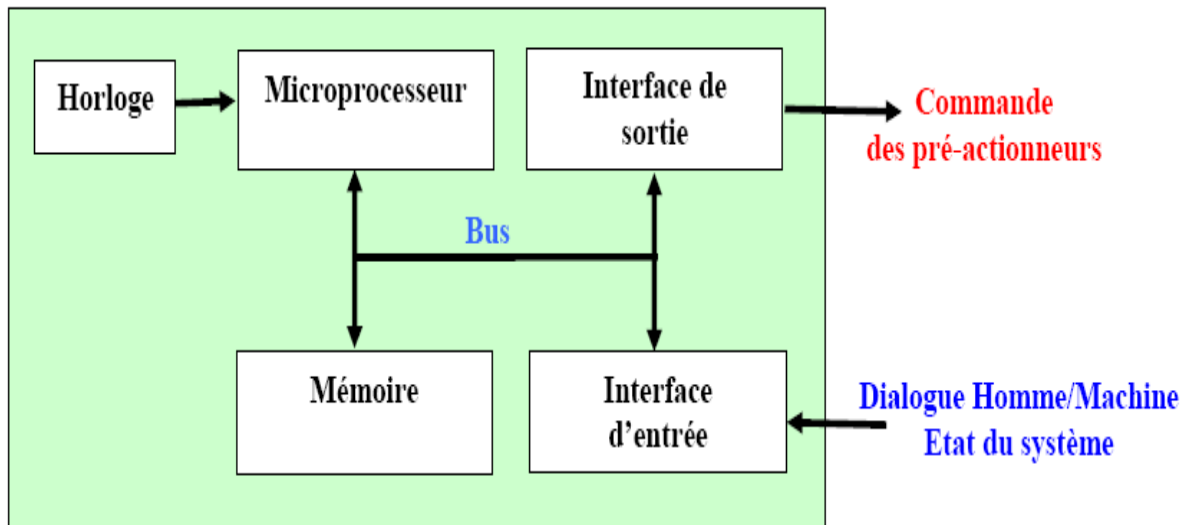 Horloge
Microprocesseur
Interface de
sortie
Commande
des pré-actionneurs
Bus
Mémoire
Interface
d’entrée
Dialogue Homme/Machine
Etat du système